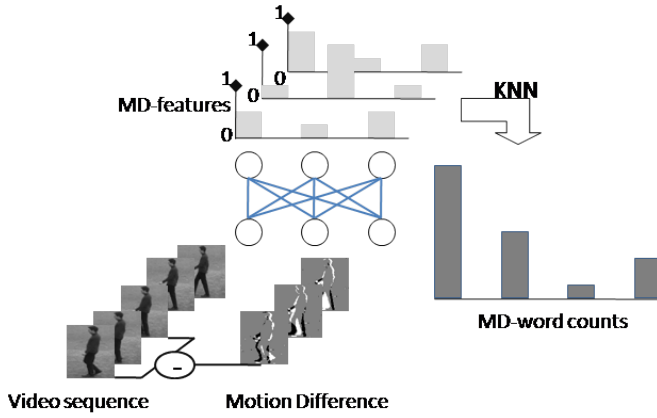 1
1
0
1
0
MD-features
0
KNN
MD-word counts
-
Video sequence
Motion Difference